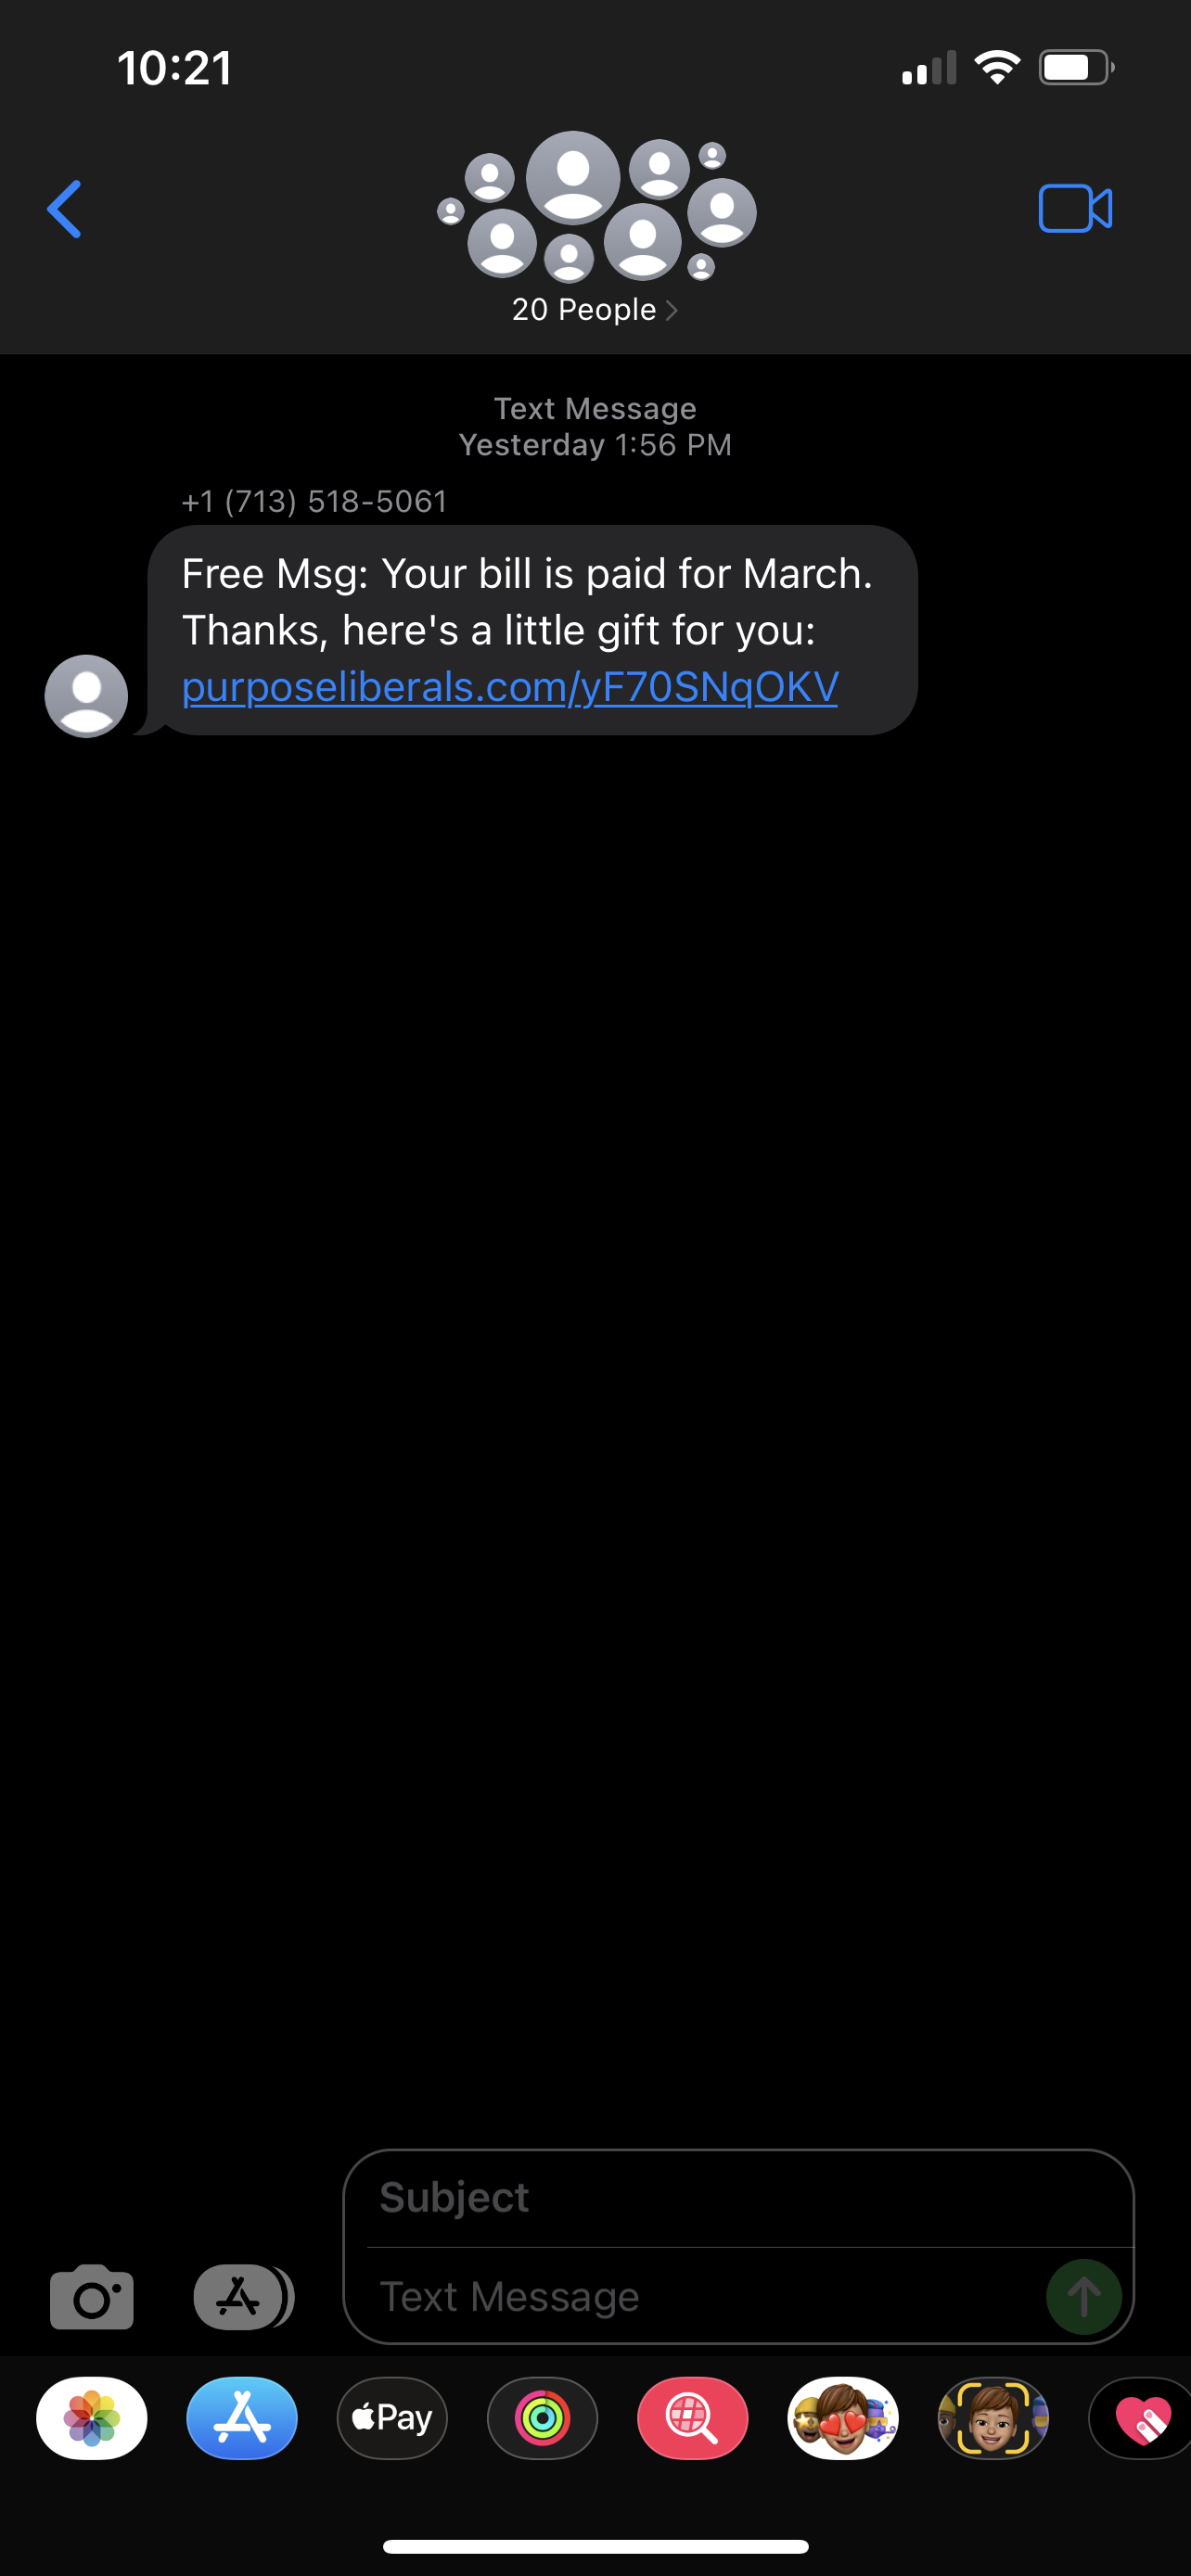 10:21
20 People
Text Message
Yesterday 1:56 PM
+1 (713) 518-5061
Free Msg: Your bill is paid for March.
Thanks, here's a little gift for you:
purposeliberals.com/yF70SNqOKV
Subject
Text Message
Pay